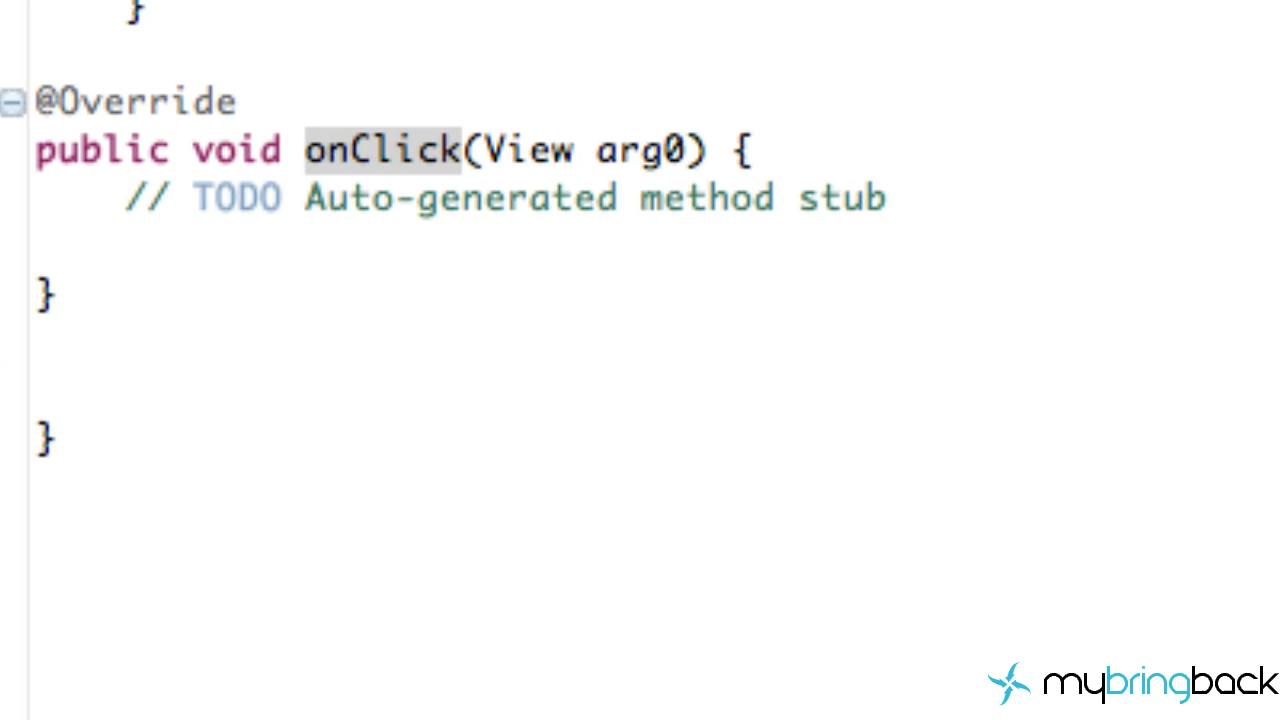 }
@Override
public void onClick(View arg0) {
// TODO Auto-generated method stub
}
}
mybringback